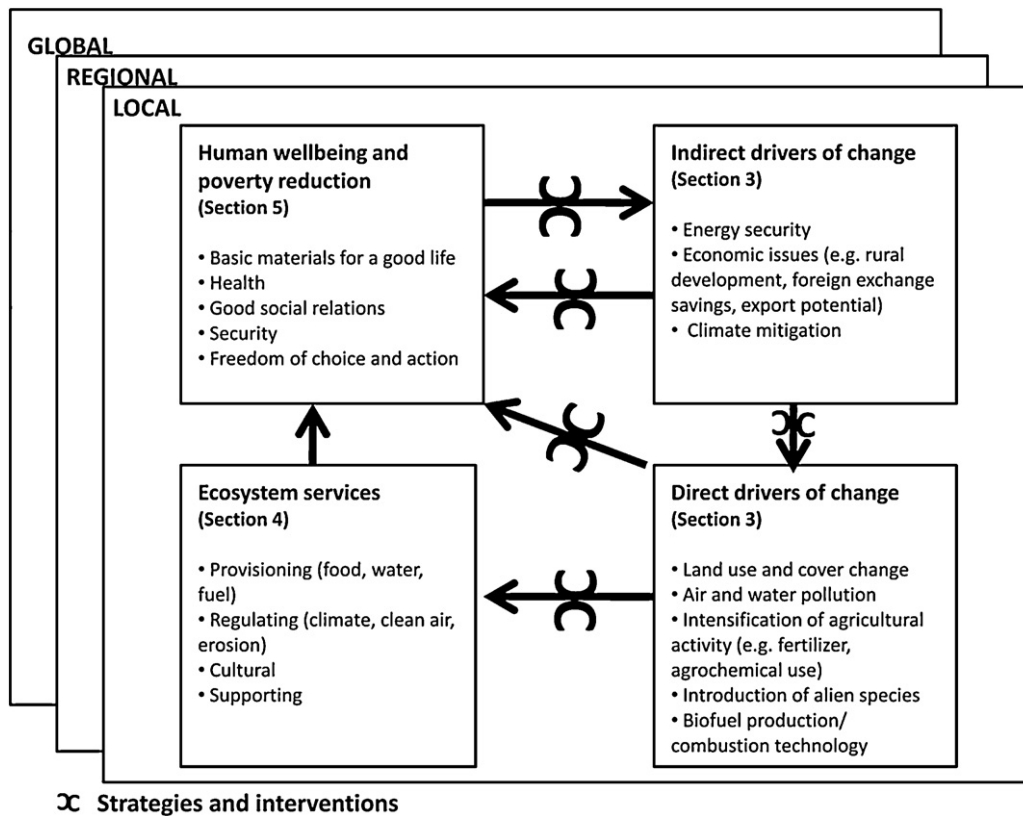 GLOBAL
REGIONAL
LOCAL
Human wellbeing and
poverty reduction
(Section 5)
• Basic materials for a good life
• Health
• Good social relations
• Security
• Freedom of choice and action
Indirect drivers of change
(Section 3)
• Energy security
• Economic issues (e.g. rural
development, foreign exchange
savings, export potential)
• Climate mitigation
Ecosystem services
(Section 4)
• Provisioning (food, water,
fuel)
• Regulating (climate, clean air,
erosion)
• Cultural
• Supporting
Direct drivers of change
(Section 3)
• Land use and cover change
• Air and water pollution
• Intensification of agricultural
activity (e.g. fertilizer,
agrochemical use)
• Introduction of alien species
• Biofuel production/
combustion technology
Strategies and interventions